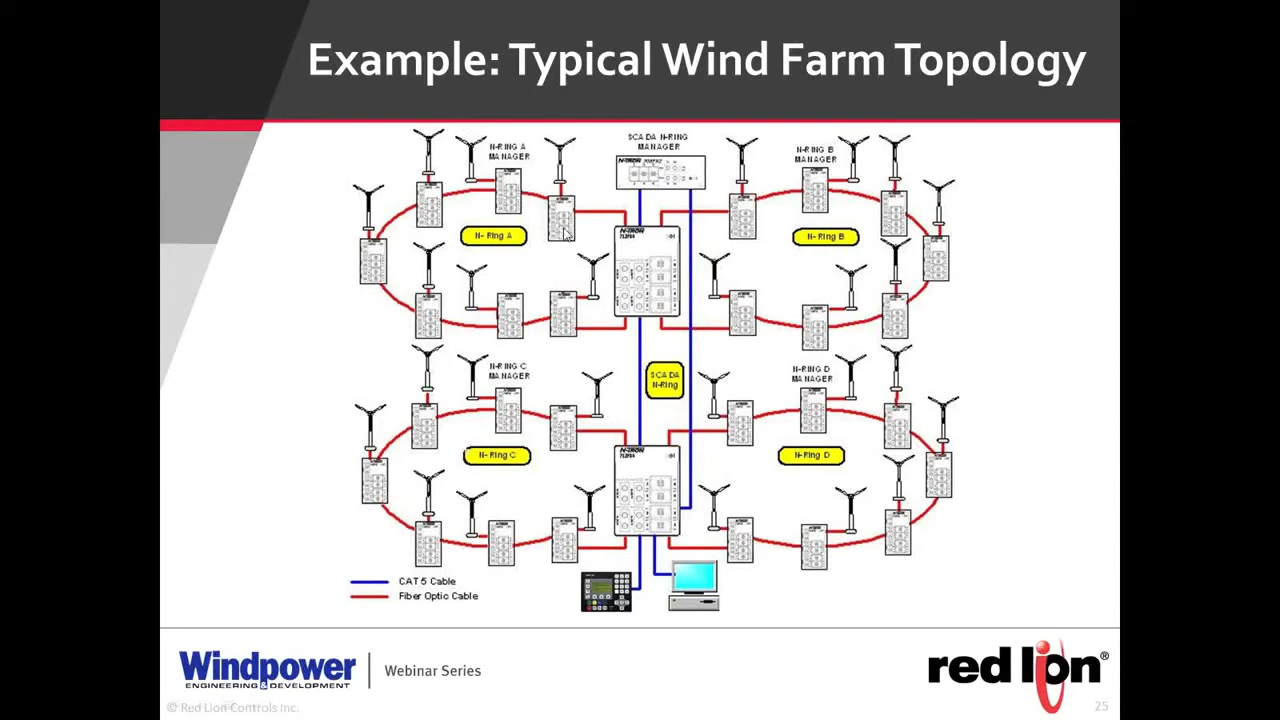 Example: Typical Wind Farm Topology
SCADA N-RING
MANAGER
N-RING A
MANAGER
N-RING B
MANAGER
N-Ring A
N-TRON
N-Ring B
SCADA
N-Ring
N-RING C
MANAGER
N-RING D
MANAGER
N-Ring C
N-TRON
N-Ring D
CAT 5 Cable
Fiber Optic Cable
Windpower
ENGINEERING & DEVELOPMENT
Webinar Series
red lion®
© Red Lion Controls Inc.
25